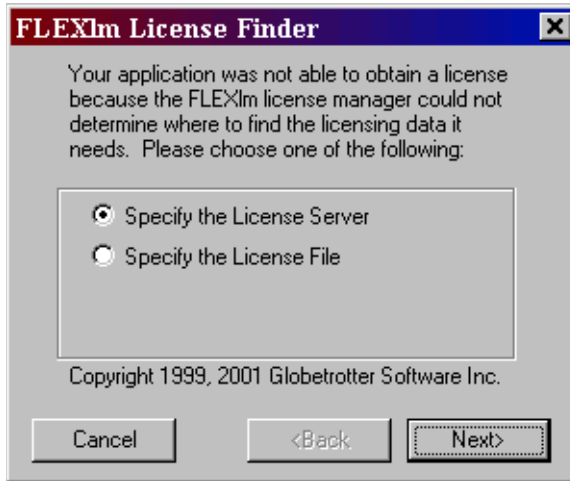 FLEXlm License Finder
Your application was not able to obtain a license
because the FLEXlm license manager could not
determine where to find the licensing data it
needs.  Please choose one of the following:
Specify the License Server
Specify the License File
Copyright 1999, 2001 Globetrotter Software Inc.
Cancel
<Back
Next>